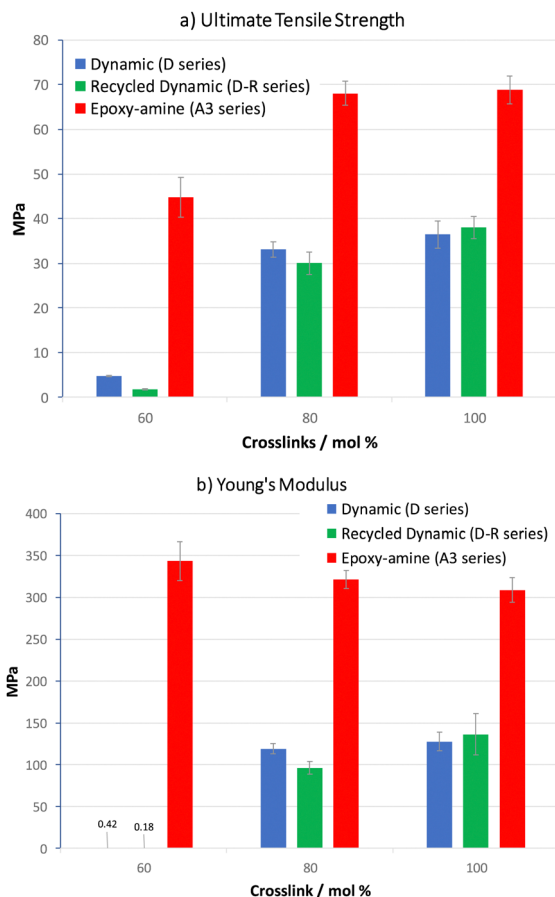 a) Ultimate Tensile Strength
80
70
60
50
40
30
20
10
0
MPa
Dynamic (D series)
Recycled Dynamic (D-R series)
Epoxy-amine (A3 series)
60 80 100
Crosslinks / mol %
b) Young's Modulus
400
350
300
250
200
150
100
50
0
MPa
Dynamic (D series)
Recycled Dynamic (D-R series)
Epoxy-amine (A3 series)
0.42 0.18
60 80 100
Crosslink / mol %